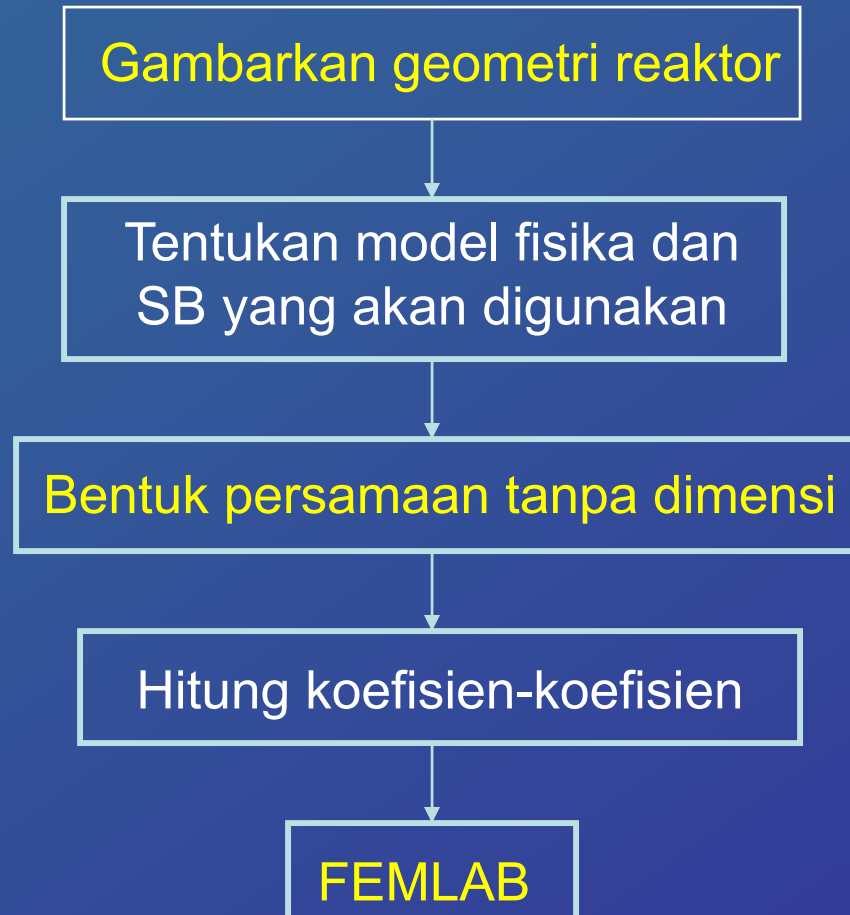 Gambarkan geometri reaktor
Tentukan model fisika dan
SB yang akan digunakan
Bentuk persamaan tanpa dimensi
Hitung koefisien-koefisien
FEMLAB